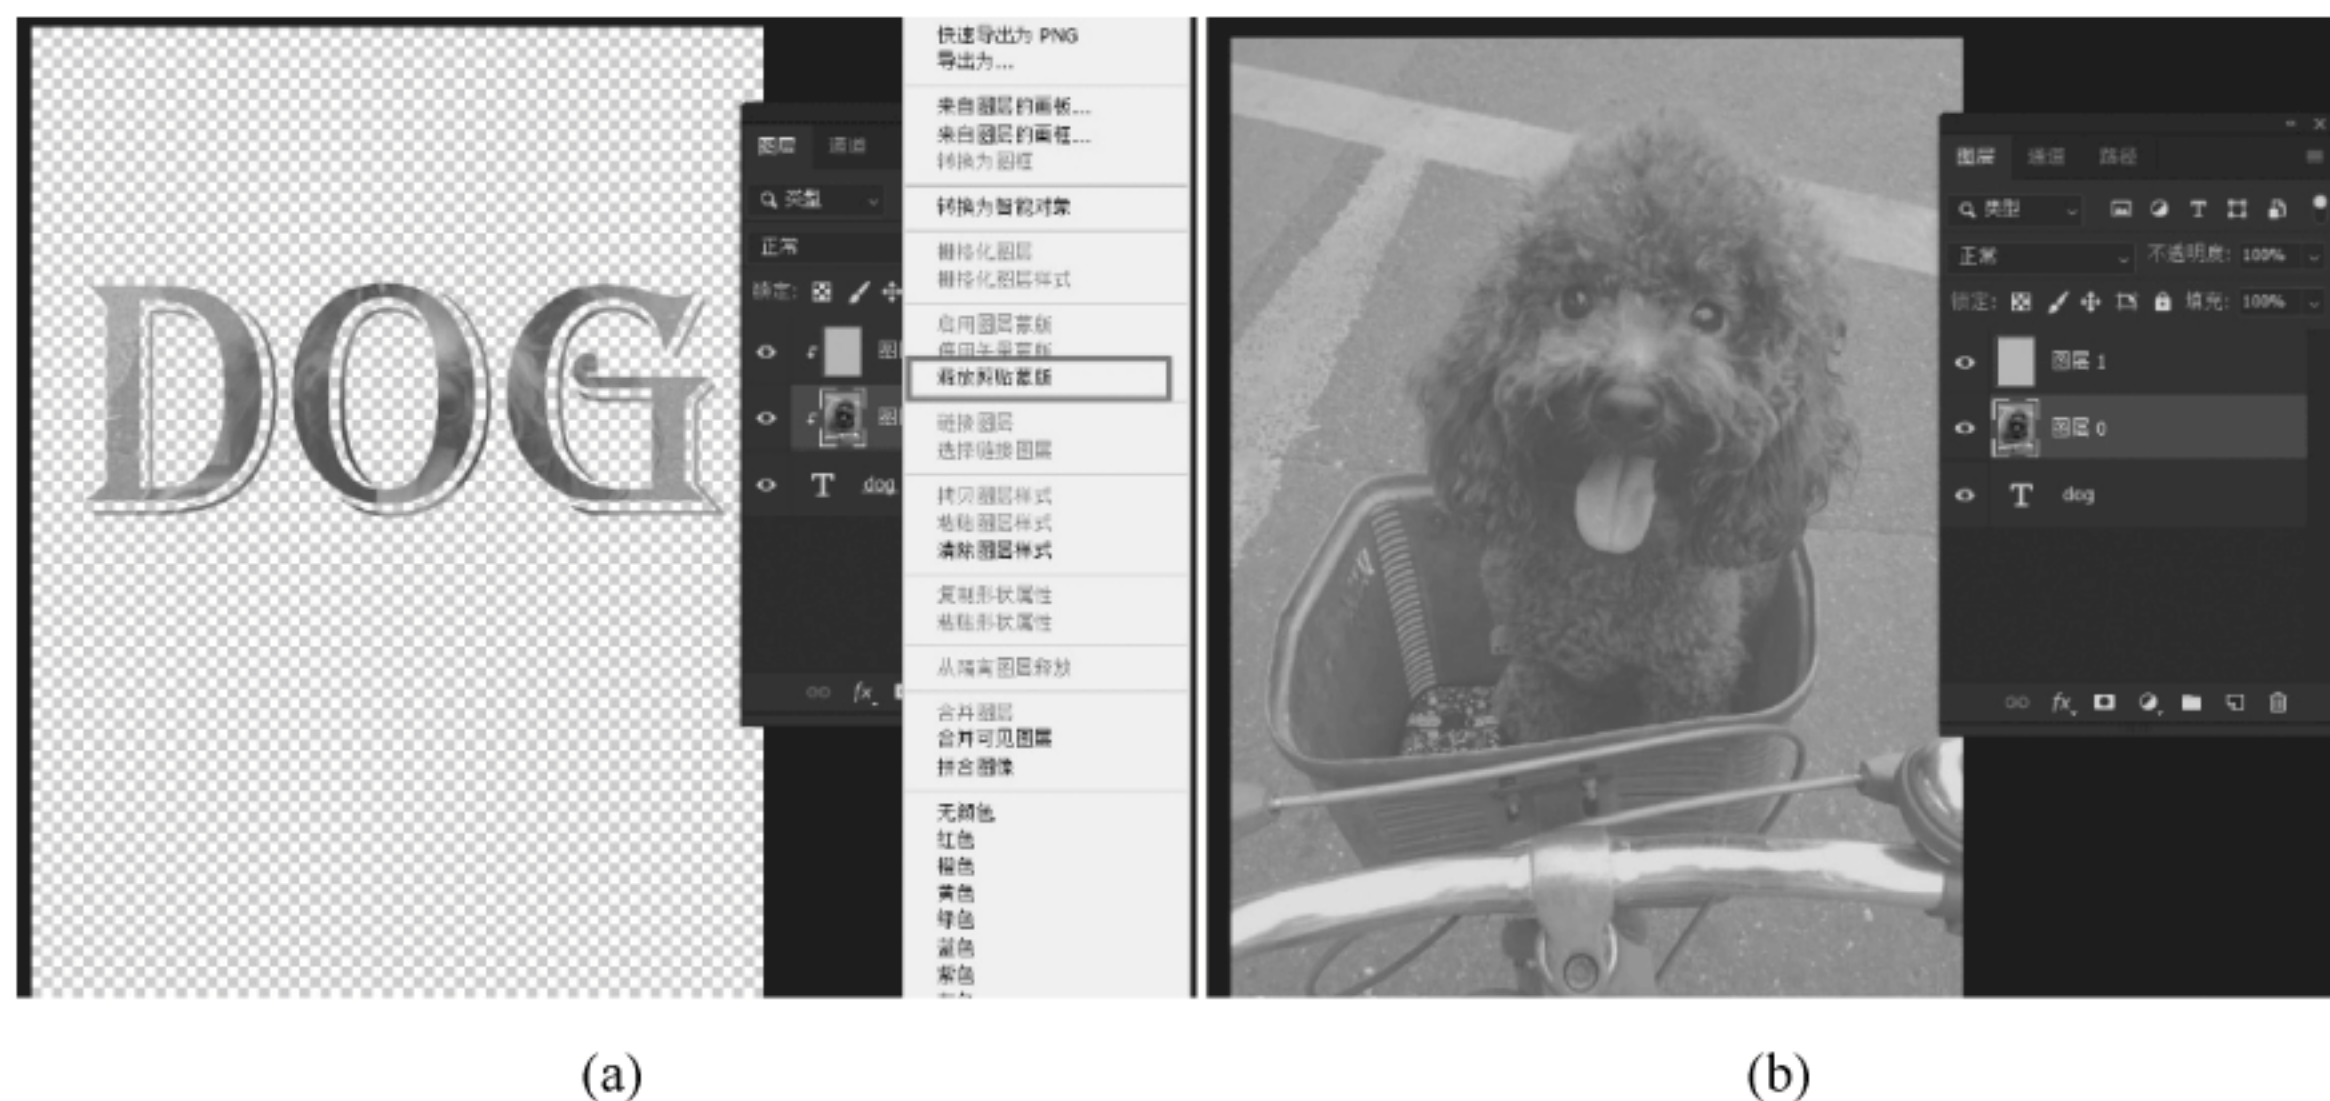 DOG
图层 通道
类型
正常
锁定:
dog
fx
快速导出为 PNG
导出为...
来自图层的画板...
来自图层的画框...
转换为图框
转换为智能对象
栅格化图层
栅格化图层样式
启用图层蒙版
停用矢量蒙版
释放剪贴蒙版
链接图层
选择链接图层
拷贝图层样式
粘贴图层样式
清除图层样式
复制形状属性
粘贴形状属性
从隔离图层释放
合并图层
合并可见图层
拼合图像
无颜色
红色
橙色
黄色
绿色
蓝色
紫色
(a)
图层 通道 路径
类型
正常 不透明度: 100%
锁定: 填充: 100%
图层 1
图层 0
dog
fx
(b)